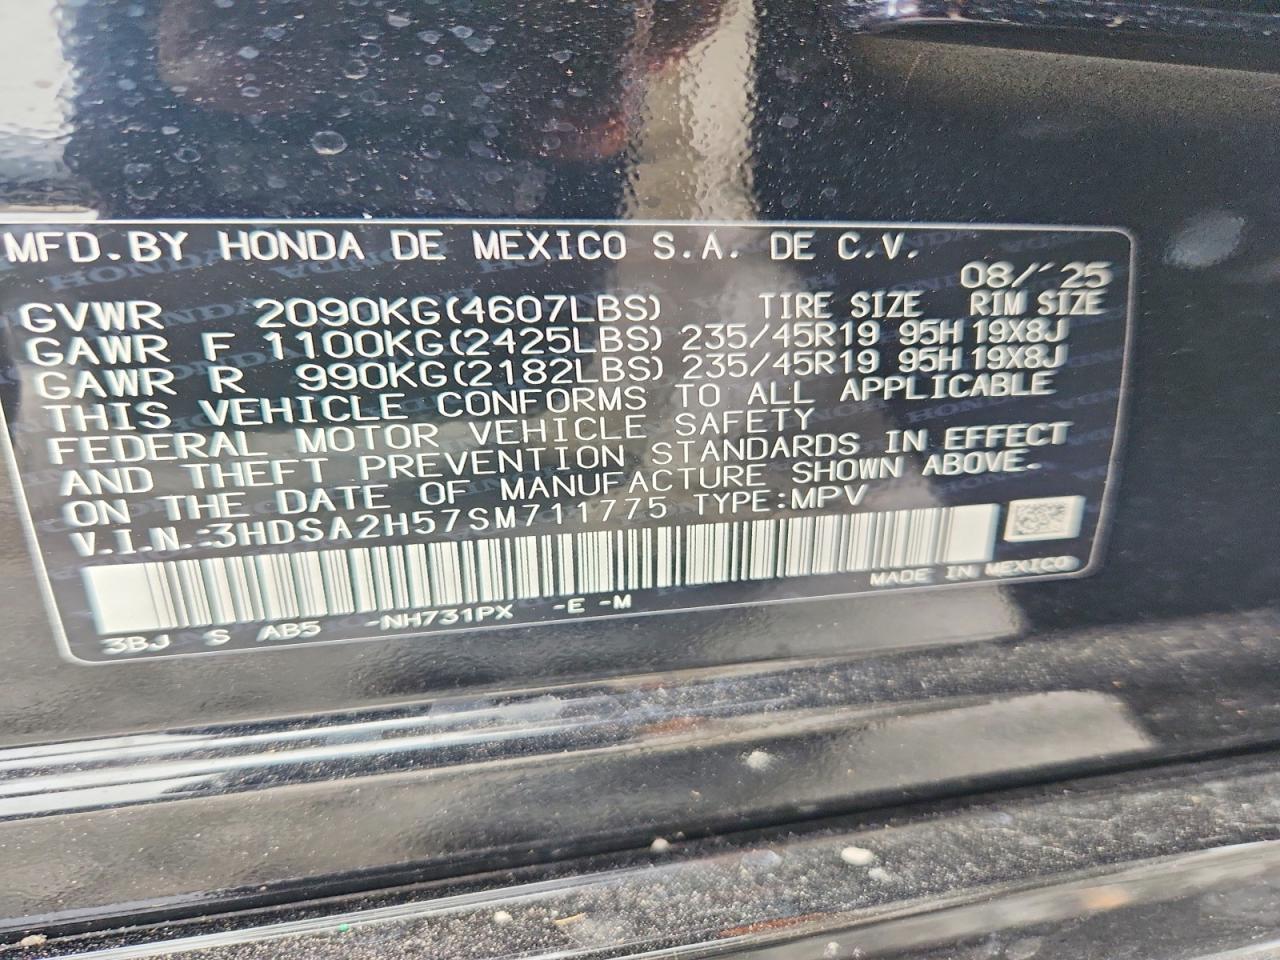 MFD.BY HONDA DE MEXICO S.A. DE C.V.
08/'25
GVWR 2090KG(4607LBS) TIRE SIZE RIM SIZE
GAWR F 1100KG(2425LBS) 235/45R19 95H 19X8J
GAWR R 990KG(2182LBS) 235/45R19 95H 19X8J
THIS VEHICLE CONFORMS TO ALL APPLICABLE
FEDERAL MOTOR VEHICLE SAFETY
AND THEFT PREVENTION STANDARDS IN EFFECT
ON THE DATE OF MANUFACTURE SHOWN ABOVE.
V.I.N.:3HDSA2H57SM711775 TYPE:MPV
MADE IN MEXICO
3BJ S AB5 -NH731PX -E -M